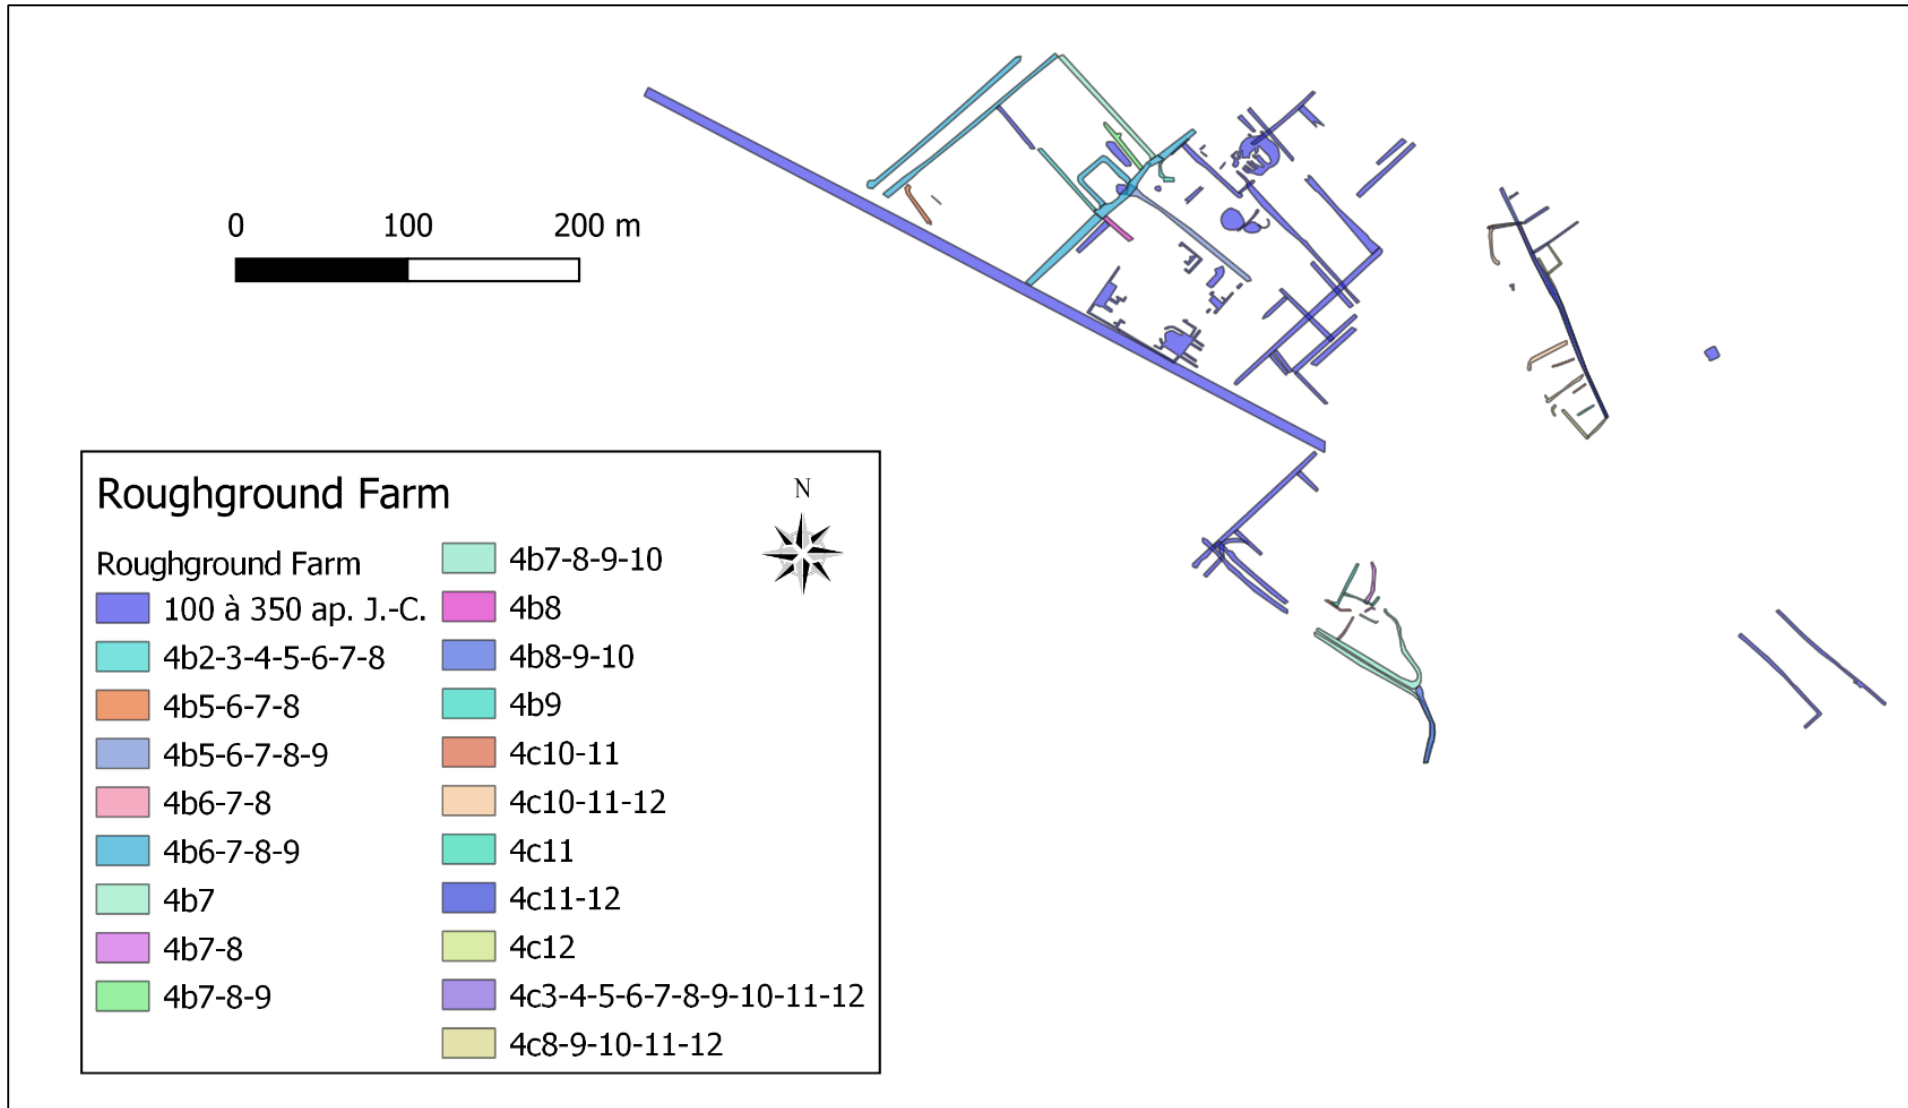 0 100 200 m
Roughground Farm
N
Roughground Farm
100 à 350 ap. J.-C.
4b2-3-4-5-6-7-8
4b5-6-7-8
4b5-6-7-8-9
4b6-7-8
4b6-7-8-9
4b7
4b7-8
4b7-8-9
4b7-8-9-10
4b8
4b8-9-10
4b9
4c10-11
4c10-11-12
4c11
4c11-12
4c12
4c3-4-5-6-7-8-9-10-11-12
4c8-9-10-11-12